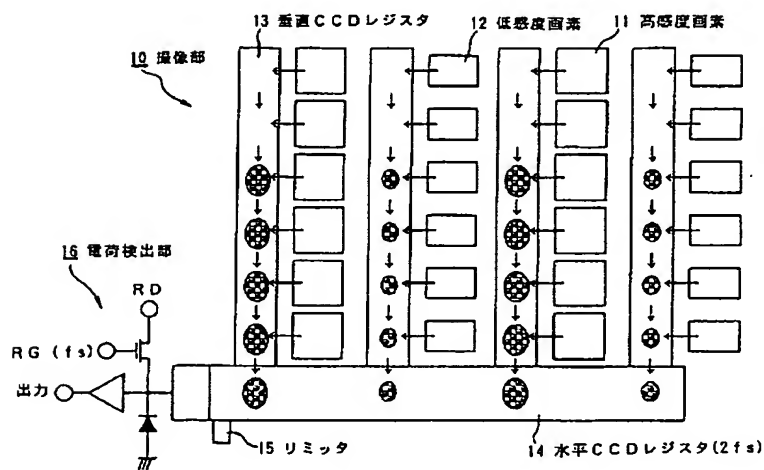 13 垂直CCDレジスタ
12 低感度画素
11 高感度画素
10 撮像部
16 電荷検出部
RD
RG (fs)
出力
15 リミッタ
14 水平CCDレジスタ(2fs)